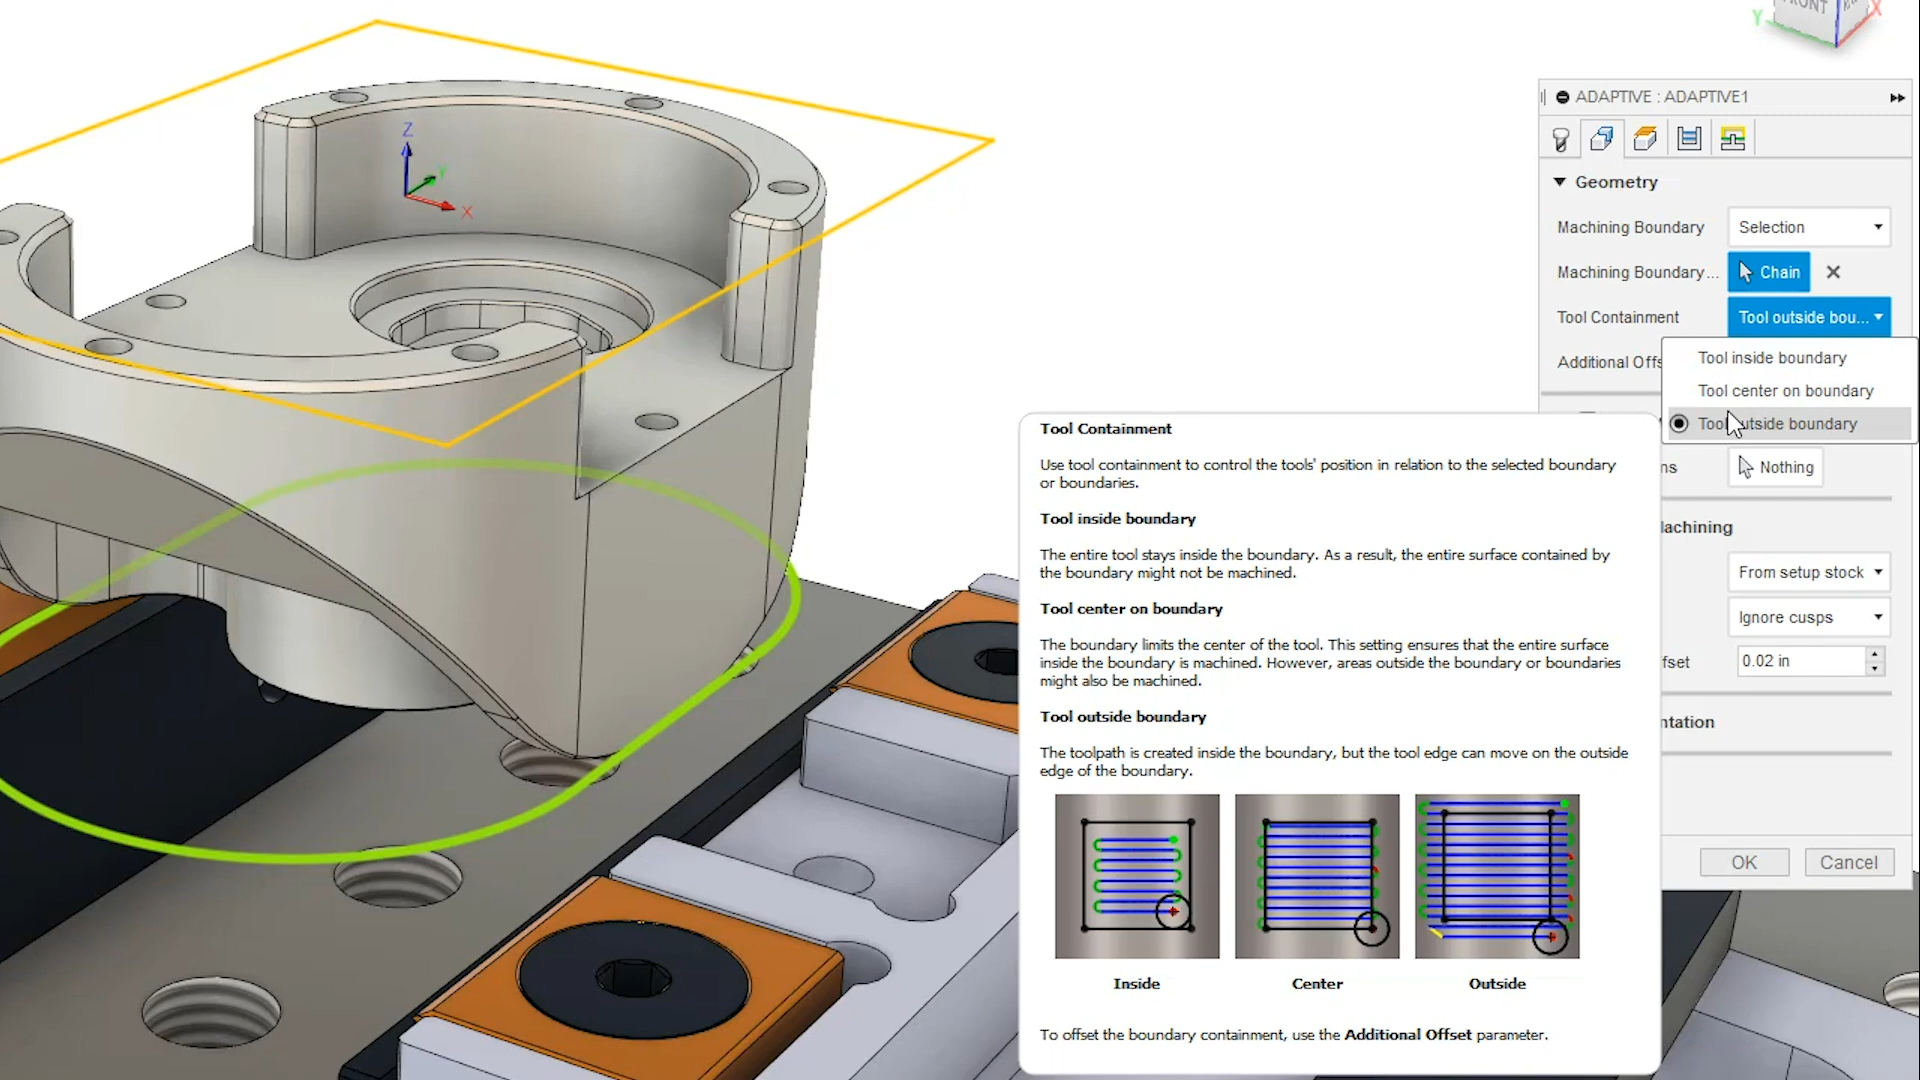 FRONT
Y
X
ADAPTIVE : ADAPTIVE1
Geometry
Machining Boundary
Selection
Machining Boundary...
Chain
Tool Containment
Tool outside bou...
Additional Offs
Tool inside boundary
Tool center on boundary
Tool outside boundary
ns
Nothing
Machining
From setup stock
Ignore cusps
fset
0.02 in
ntation
OK
Cancel
Z
Y
X
Tool Containment
Use tool containment to control the tools' position in relation to the selected boundary
or boundaries.
Tool inside boundary
The entire tool stays inside the boundary. As a result, the entire surface contained by
the boundary might not be machined.
Tool center on boundary
The boundary limits the center of the tool. This setting ensures that the entire surface
inside the boundary is machined. However, areas outside the boundary or boundaries
might also be machined.
Tool outside boundary
The toolpath is created inside the boundary, but the tool edge can move on the outside
edge of the boundary.
Inside
Center
Outside
To offset the boundary containment, use the Additional Offset parameter.